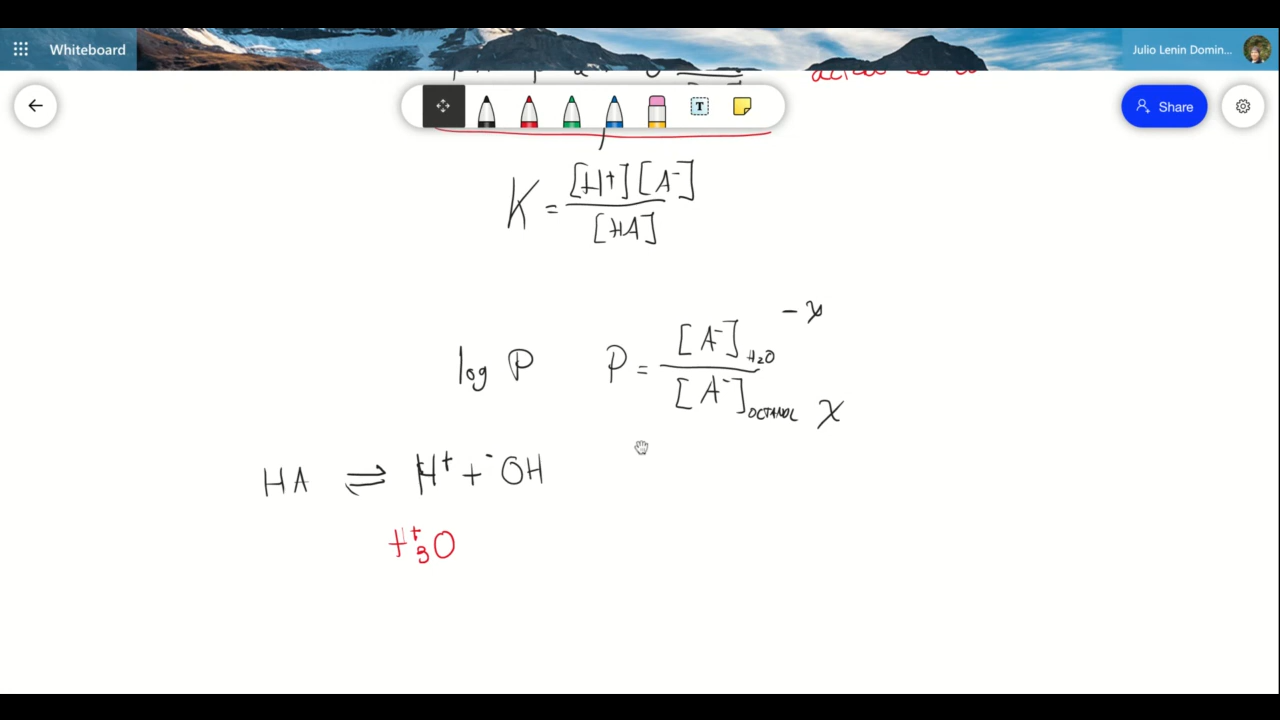 Whiteboard
Julio Lenin Domin...
Share
T
K = [H+] [A-]
[HA]
log P P = [A-]H2O - x
[A-]OCTANOL x
HA ⇌ H+ + -OH
H3+O